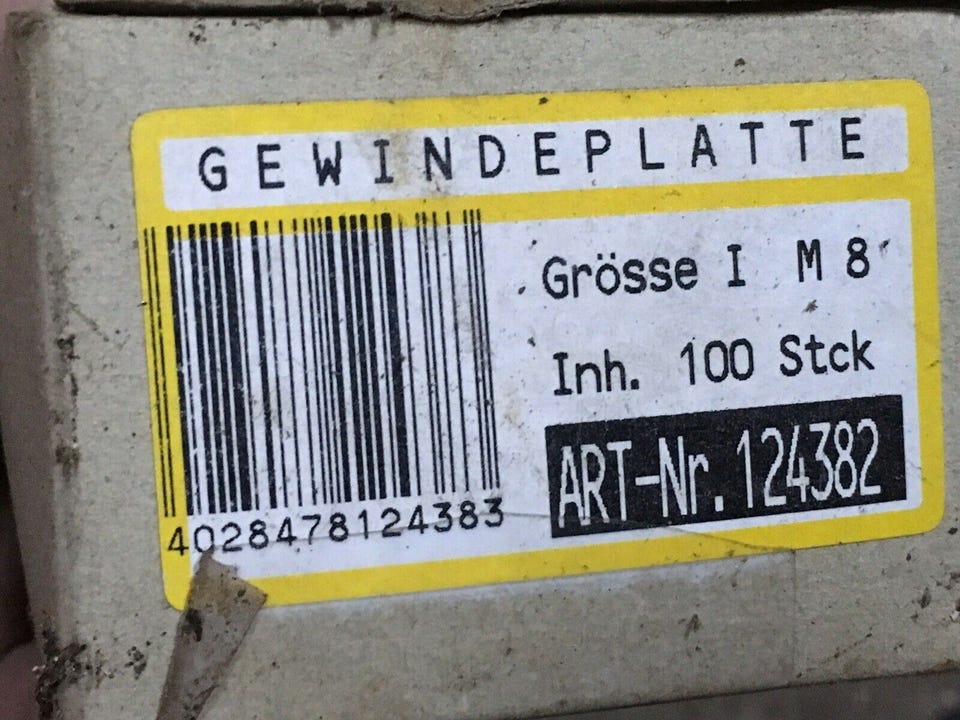 GEWINDEPLATTE
Grösse I M 8
Inh. 100 Stck
ART-Nr. 124382
4028478124383